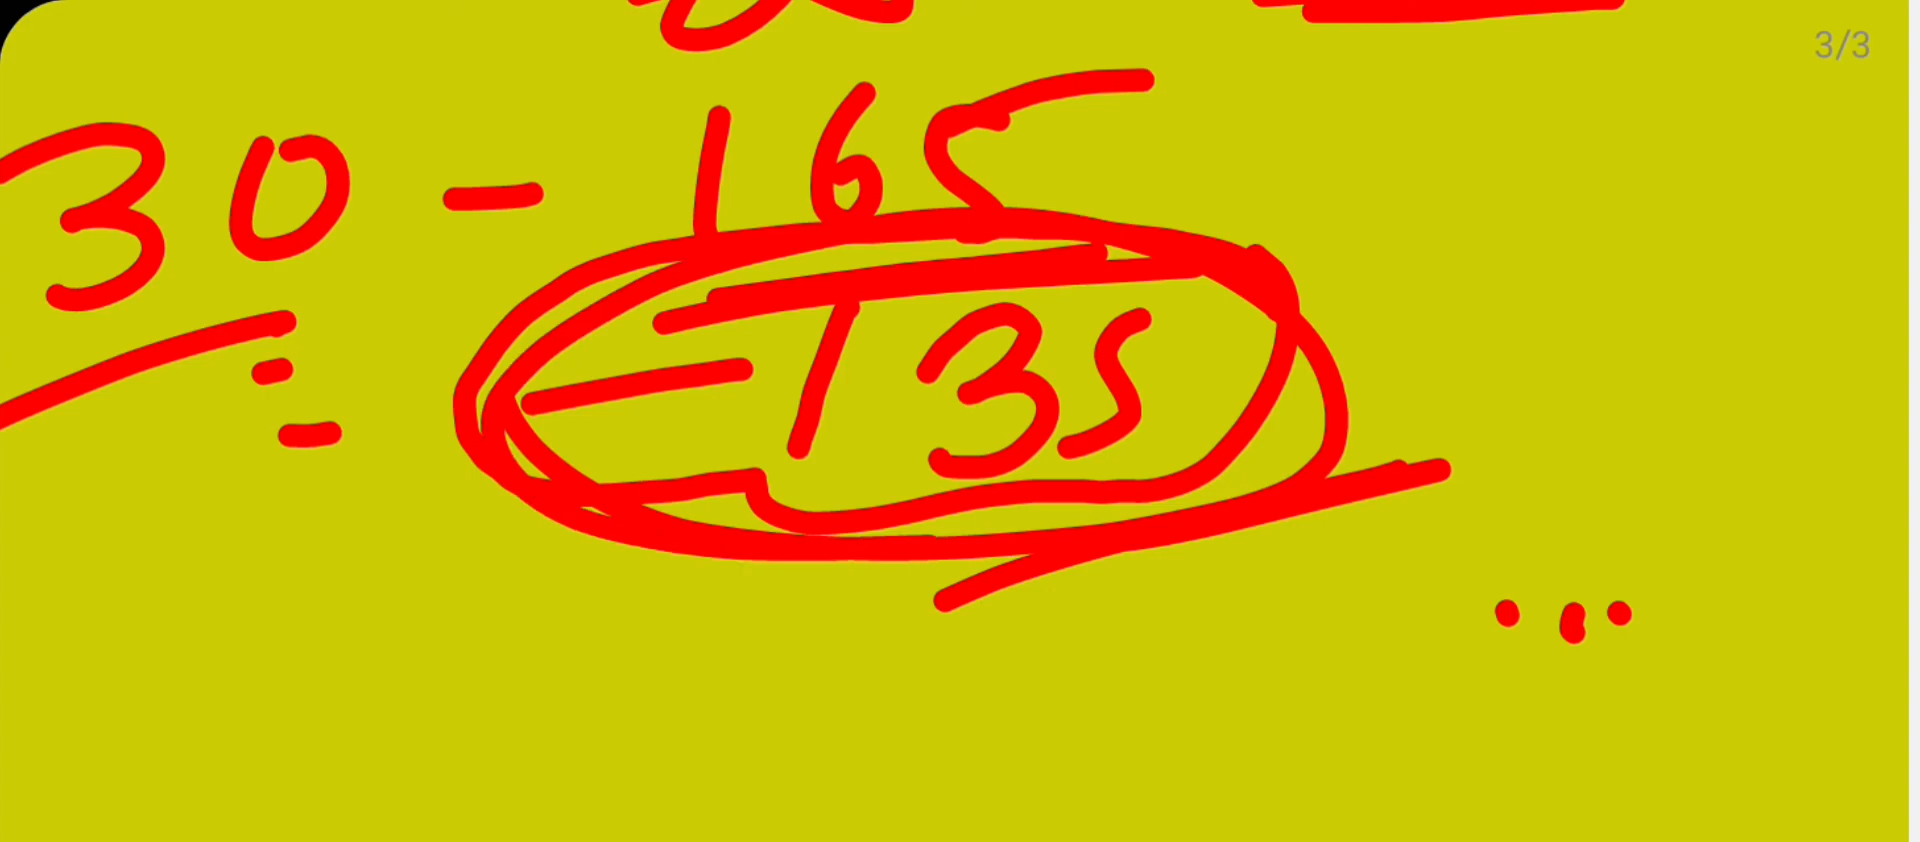 3/3
30 - 165
= - 135
...